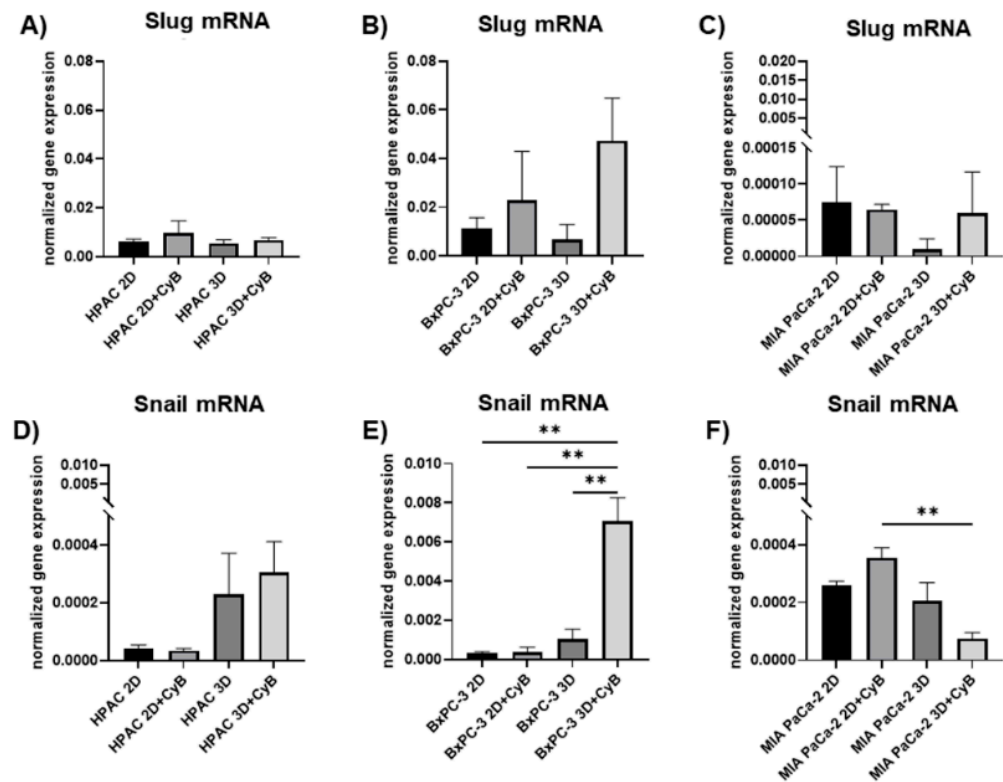 A)
Slug mRNA
normalized gene expression
0.08
0.06
0.04
0.02
0.00
HPAC 2D
HPAC 2D+CyB
HPAC 3D
HPAC 3D+CyB
B)
Slug mRNA
normalized gene expression
0.08
0.06
0.04
0.02
0.00
BxPC-3 2D
BxPC-3 2D+CyB
BxPC-3 3D
BxPC-3 3D+CyB
C)
Slug mRNA
normalized gene expression
0.020
0.015
0.010
0.005
0.00015
0.00010
0.00005
0.00000
MIA PaCa-2 2D
MIA PaCa-2 2D+CyB
MIA PaCa-2 3D
MIA PaCa-2 3D+CyB
D)
Snail mRNA
normalized gene expression
0.010
0.005
0.0004
0.0002
0.0000
HPAC 2D
HPAC 2D+CyB
HPAC 3D
HPAC 3D+CyB
E)
Snail mRNA
normalized gene expression
0.010
0.008
0.006
0.004
0.002
0.000
**
**
**
BxPC-3 2D
BxPC-3 2D+CyB
BxPC-3 3D
BxPC-3 3D+CyB
F)
Snail mRNA
normalized gene expression
0.010
0.005
0.0004
0.0002
0.0000
**
MIA PaCa-2 2D
MIA PaCa-2 2D+CyB
MIA PaCa-2 3D
MIA PaCa-2 3D+CyB